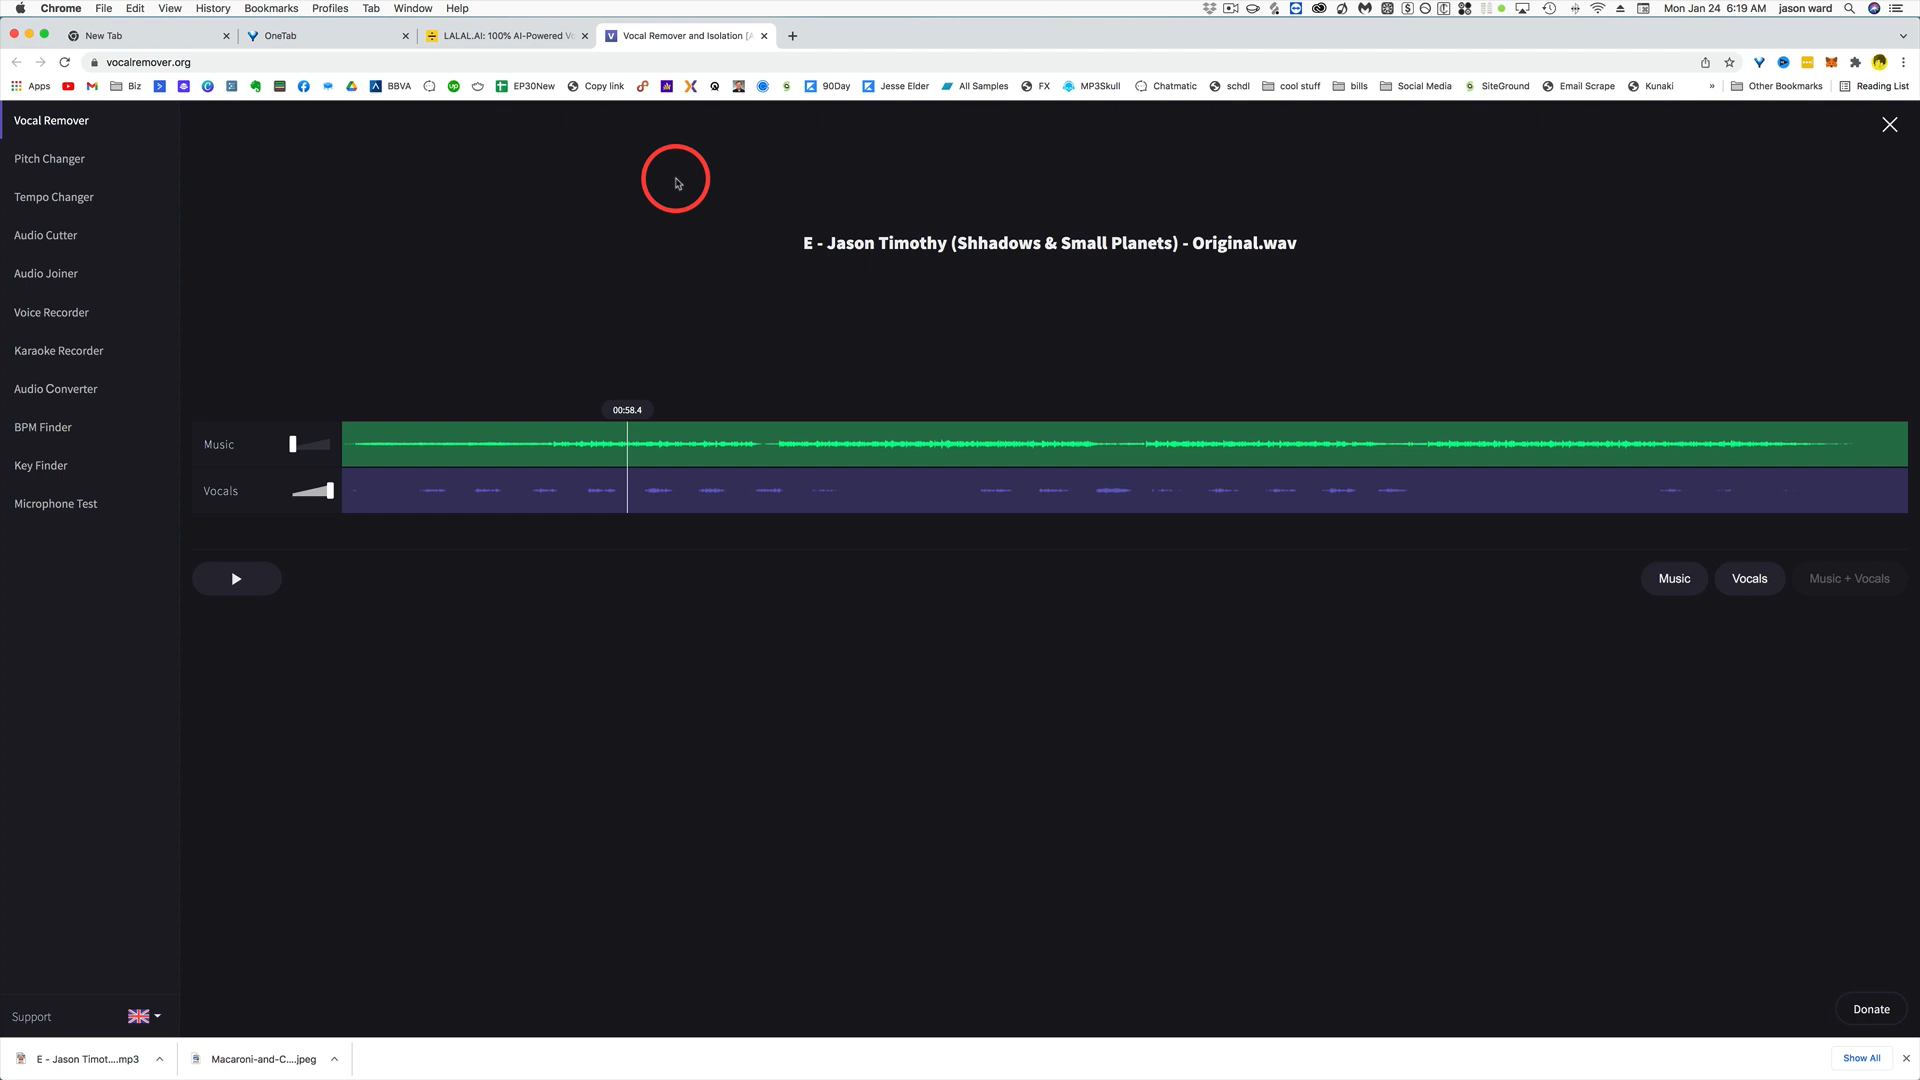 Chrome File Edit View History Bookmarks Profiles Tab Window Help
Mon Jan 24 6:19 AM jason ward
New Tab
OneTab
LALAL.AI: 100% AI-Powered
Vocal Remover and Isolation
vocalremover.org
Apps
Biz
BBVA
EP30New
Copy link
90Day
Jesse Elder
All Samples
FX
MP3Skull
Chatmatic
schdl
cool stuff
bills
Social Media
SiteGround
Email Scrape
Kunaki
»
Other Bookmarks
Reading List
Vocal Remover
Pitch Changer
Tempo Changer
Audio Cutter
Audio Joiner
Voice Recorder
Karaoke Recorder
Audio Converter
BPM Finder
Key Finder
Microphone Test
E - Jason Timothy (Shhadows & Small Planets) - Original.wav
00:58.4
Music
Vocals
Music Vocals Music + Vocals
Support
Donate
E - Jason Timot....mp3
Macaroni-and-C....jpeg
Show All